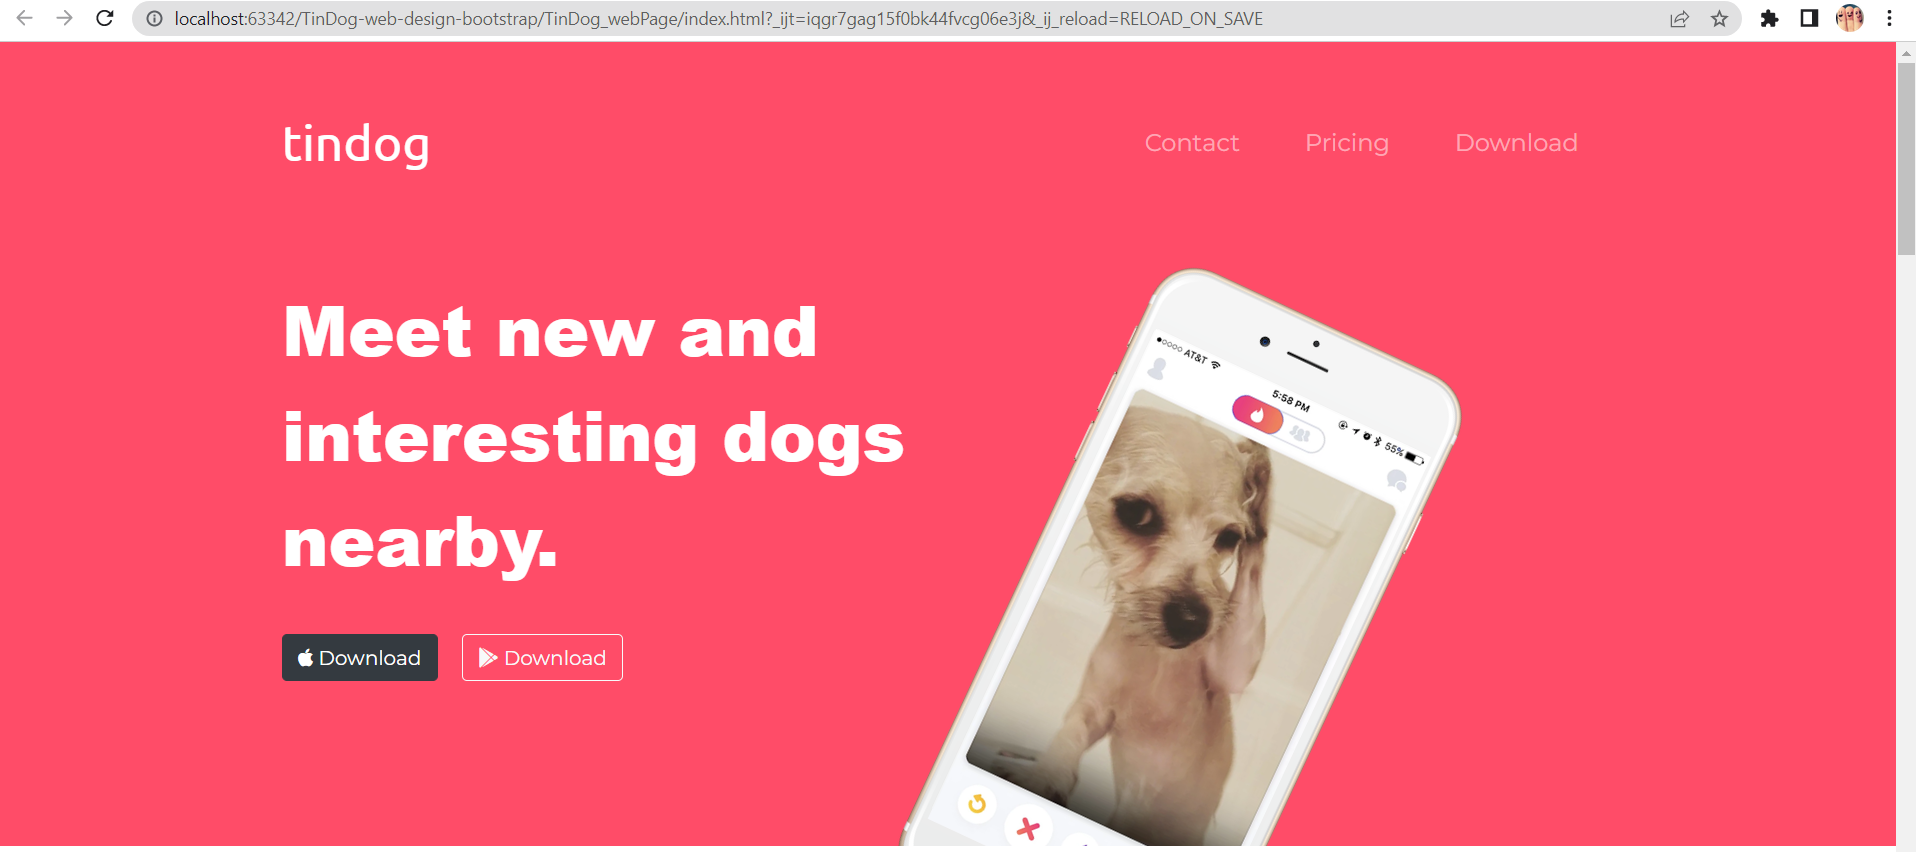 localhost:63342/TinDog-web-design-bootstrap/TinDog_webPage/index.html?_ijt=iqgr7gag15f0bk44fvcg06e3j&_ij_reload=RELOAD_ON_SAVE
tindog
Contact Pricing Download
Meet new and
interesting dogs
nearby.
Download Download
AT&T
5:58 PM
55%